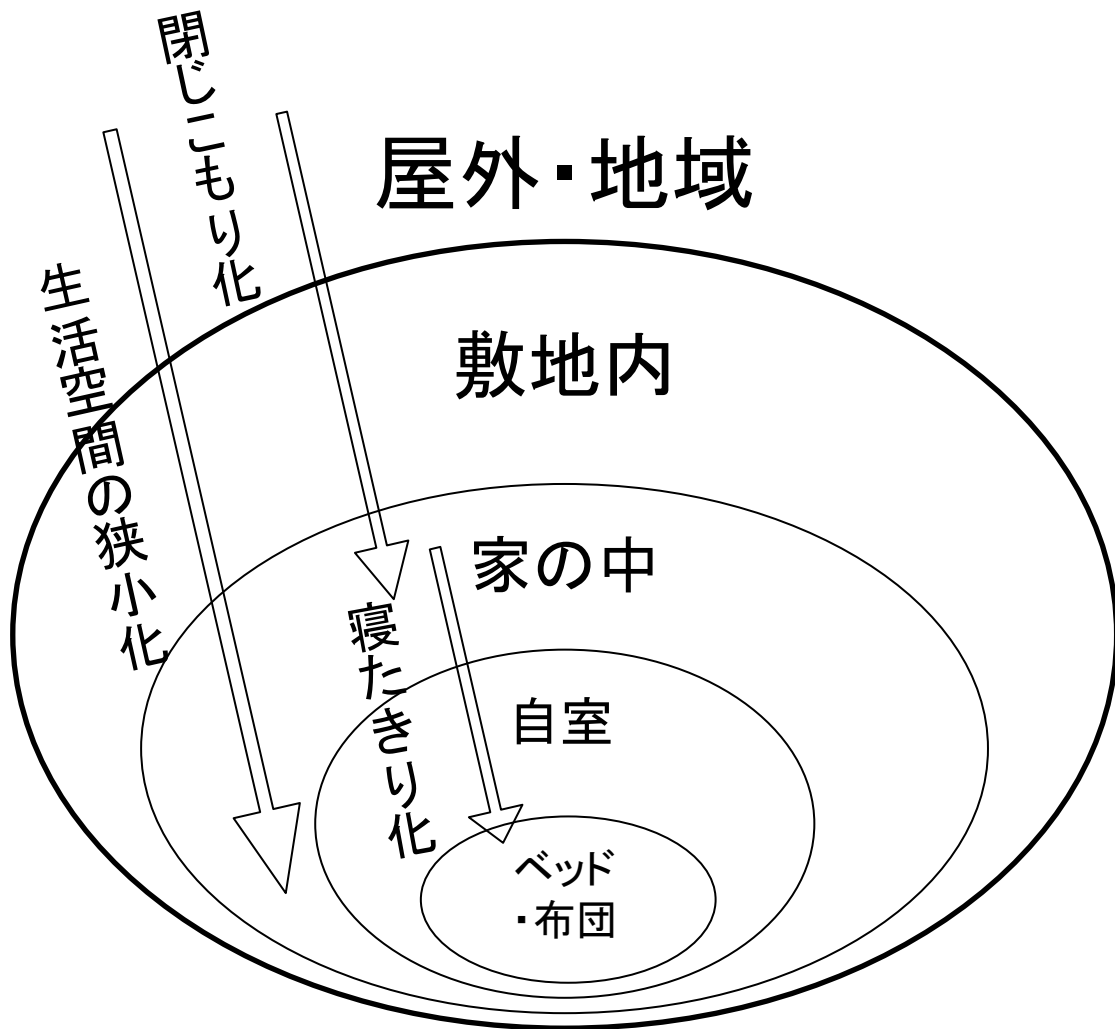 閉じこもり化
屋外・地域
生活空間の狭小化
敷地内
家の中
寝たきり化
自室
ベッド
・布団